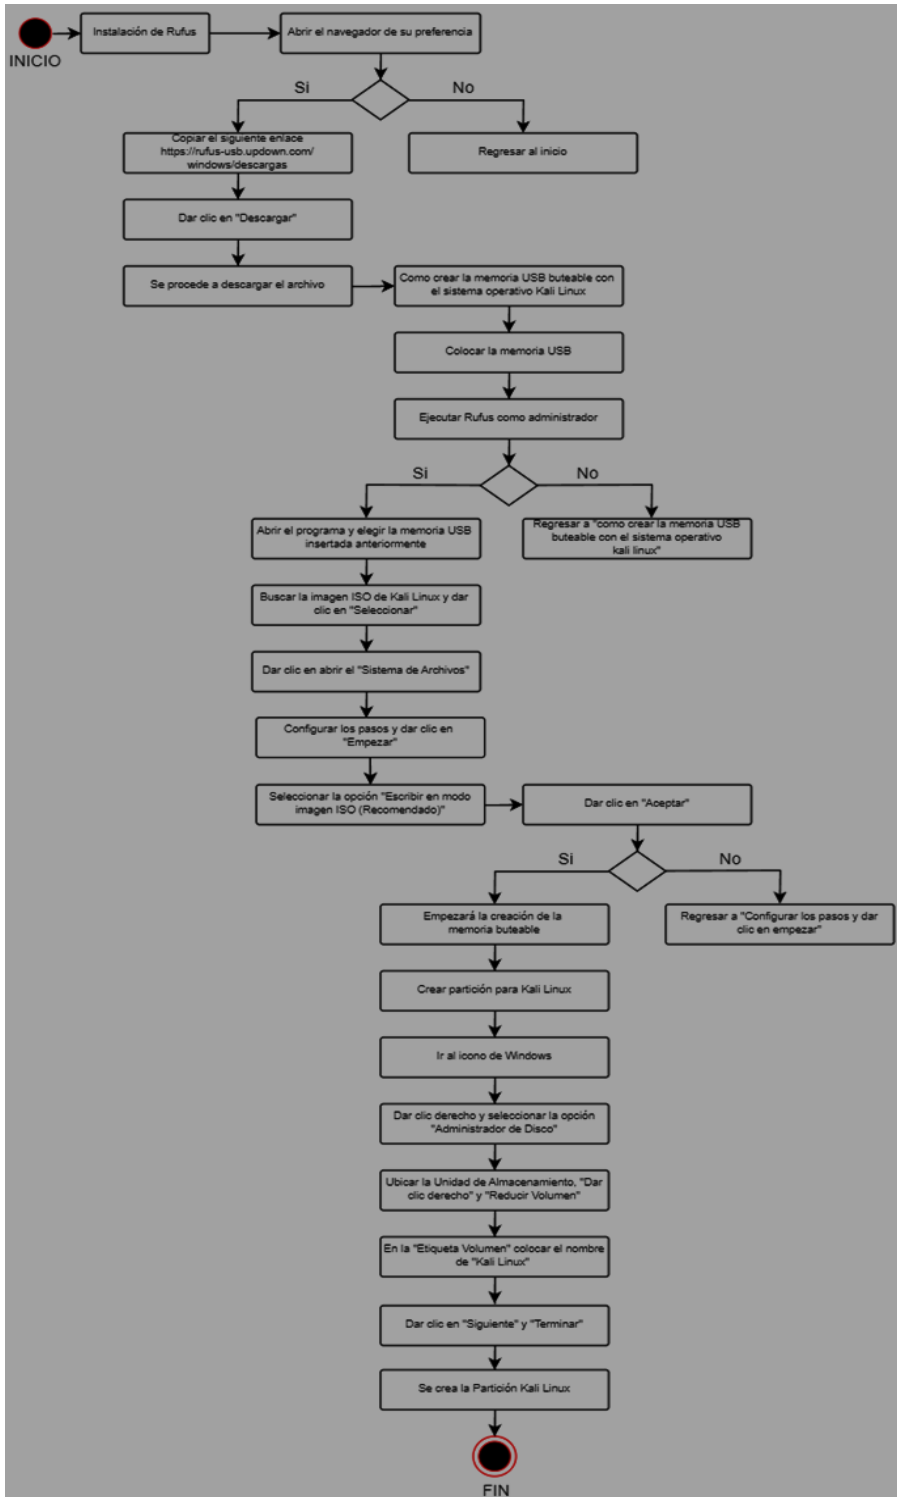 Instalación de Rufus
Abrir el navegador de su preferencia
INICIO
Si
No
Copiar el siguiente enlace
https://rufus-usb.updown.com/
windows/descargas
Regresar al inicio
Dar clic en "Descargar"
Se procede a descargar el archivo
Como crear la memoria USB buteable con
el sistema operativo Kali Linux
Colocar la memoria USB
Ejecutar Rufus como administrador
Si
No
Abrir el programa y elegir la memoria USB
insertada anteriormente
Regresar a "como crear la memoria USB
buteable con el sistema operativo
kali linux"
Buscar la imagen ISO de Kali Linux y dar
clic en "Seleccionar"
Dar clic en abrir el "Sistema de Archivos"
Configurar los pasos y dar clic en
"Empezar"
Seleccionar la opción "Escribir en modo
imagen ISO (Recomendado)"
Dar clic en "Aceptar"
Si
No
Empezará la creación de la
memoria buteable
Regresar a "Configurar los pasos y dar
clic en empezar"
Crear partición para Kali Linux
Ir al icono de Windows
Dar clic derecho y seleccionar la opción
"Administrador de Disco"
Ubicar la Unidad de Almacenamiento, "Dar
clic derecho" y "Reducir Volumen"
En la "Etiqueta Volumen" colocar el nombre
de "Kali Linux"
Dar clic en "Siguiente" y "Terminar"
Se crea la Partición Kali Linux
FIN